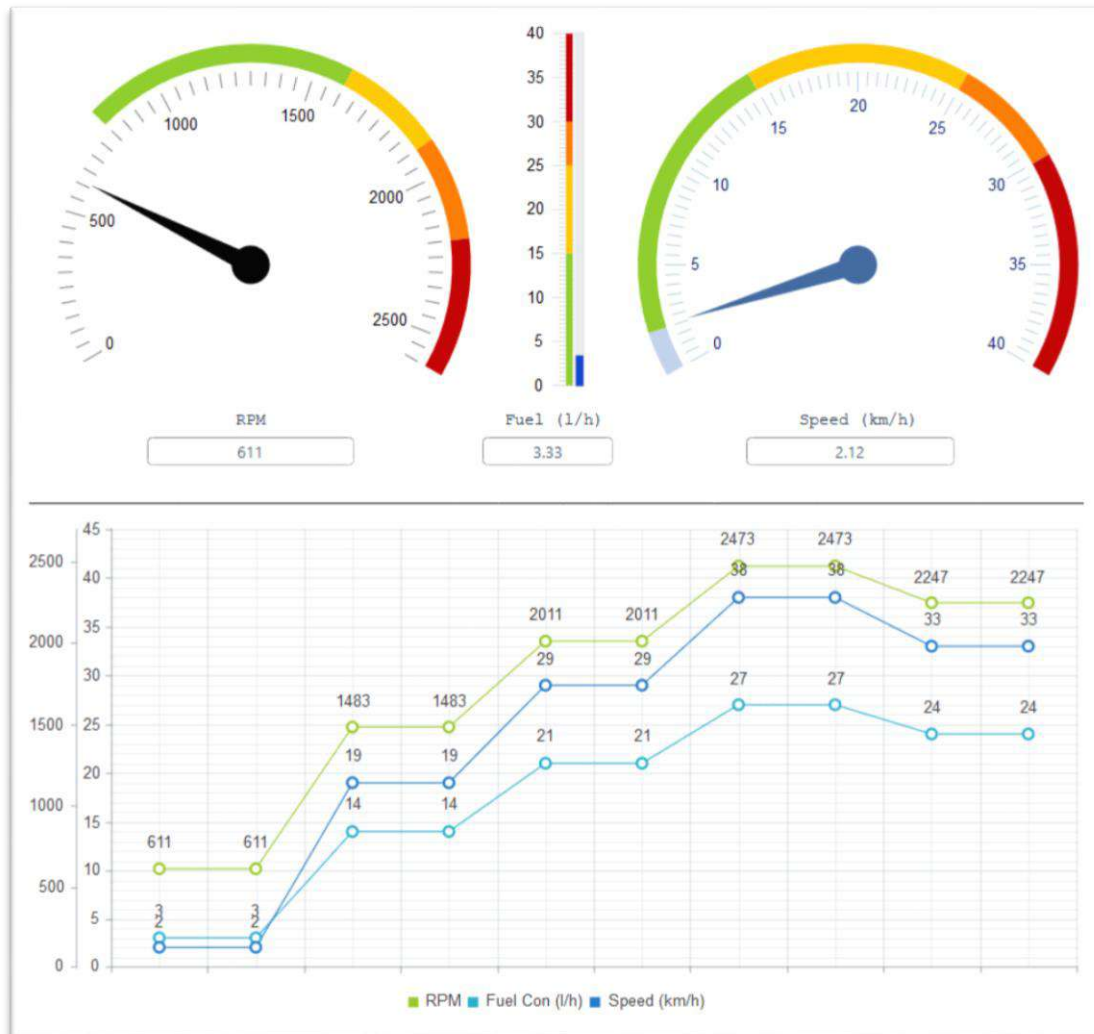 0 500 1000 1500 2000 2500
40
35
30
25
20
15
10
5
0
0 5 10 15 20 25 30 35 40
RPM Fuel (l/h) Speed (km/h)
611 3.33 2.12
45
2500 40
35
2000
30
1500 25
20
1000 15
10
500 5
0 0
611 611 1483 1483 2011 2011 2473 2473 2247 2247
2 2 19 19 29 29 38 38 33 33
3 3 14 14 21 21 27 27 24 24
RPM Fuel Con (l/h) Speed (km/h)